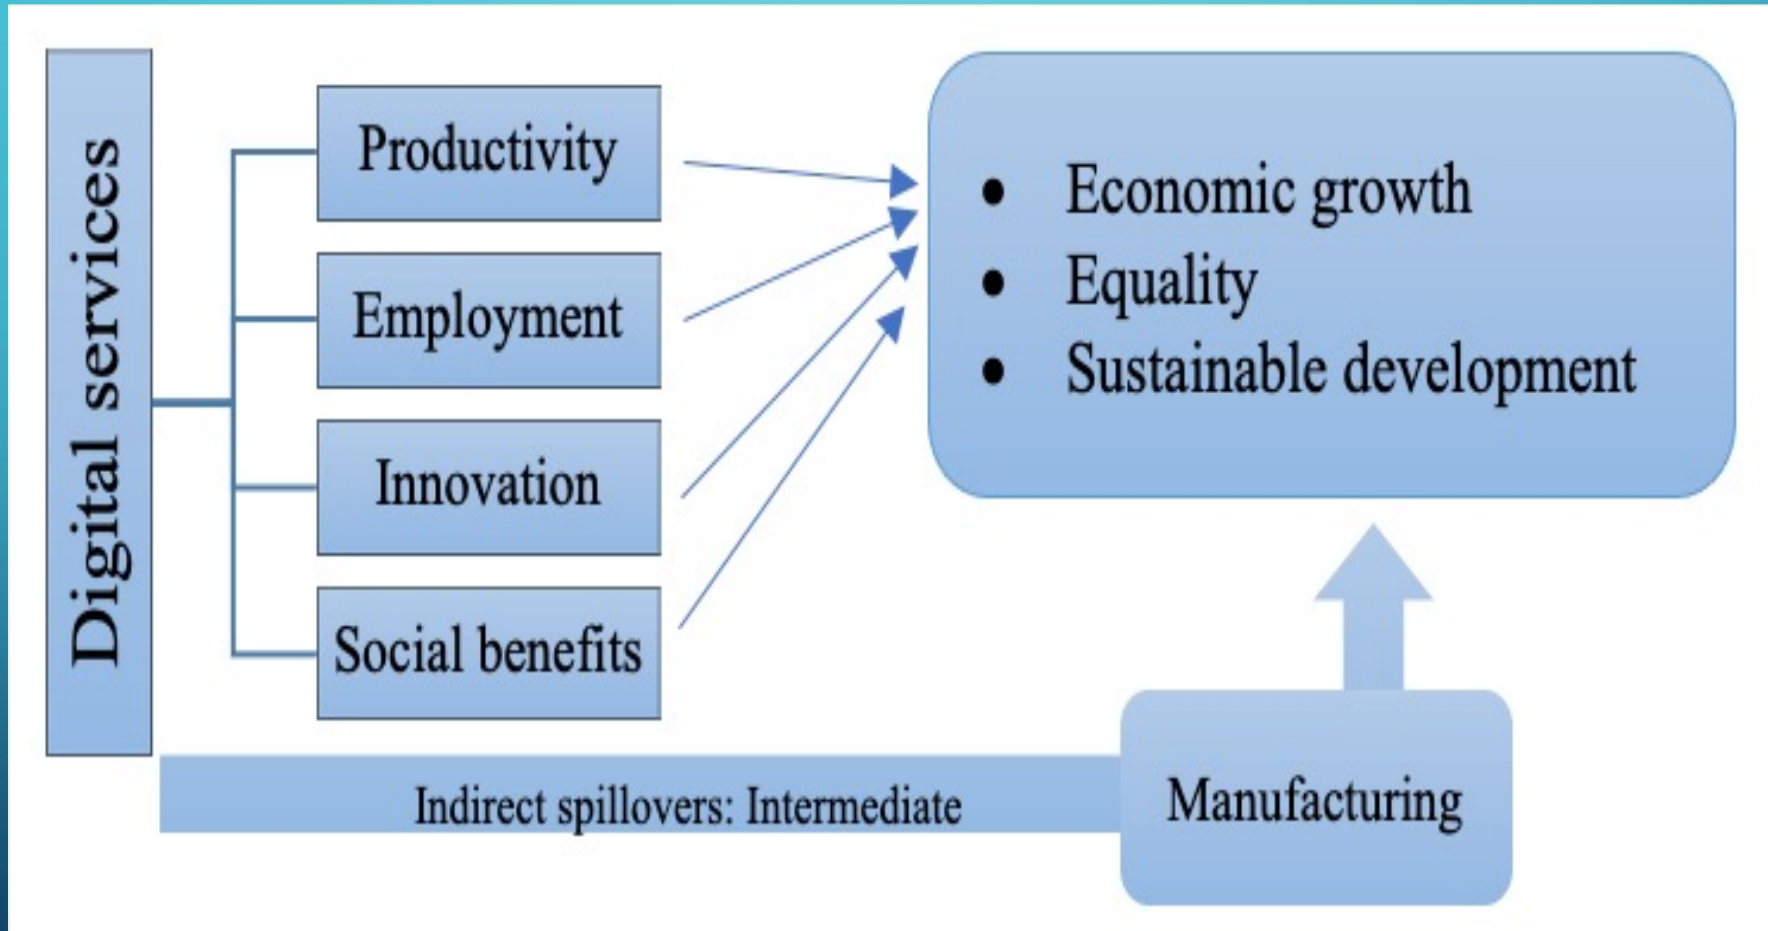 Digital services
Productivity
Employment
Innovation
Social benefits
• Economic growth
• Equality
• Sustainable development
Indirect spillovers: Intermediate
Manufacturing